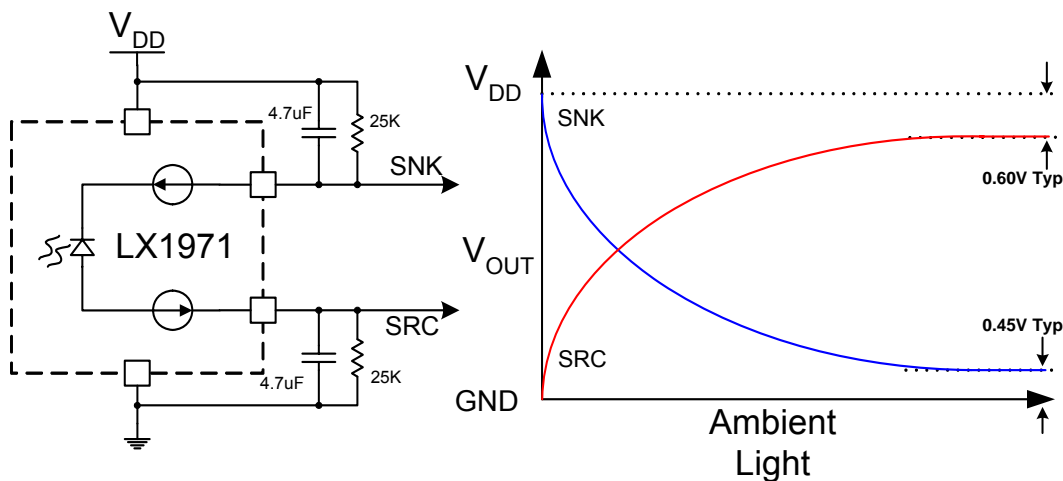 VDD
4.7uF
25K
SNK
LX1971
SRC
4.7uF
25K
VDD
SNK
0.60V Typ
VOUT
0.45V Typ
SRC
GND
Ambient
Light